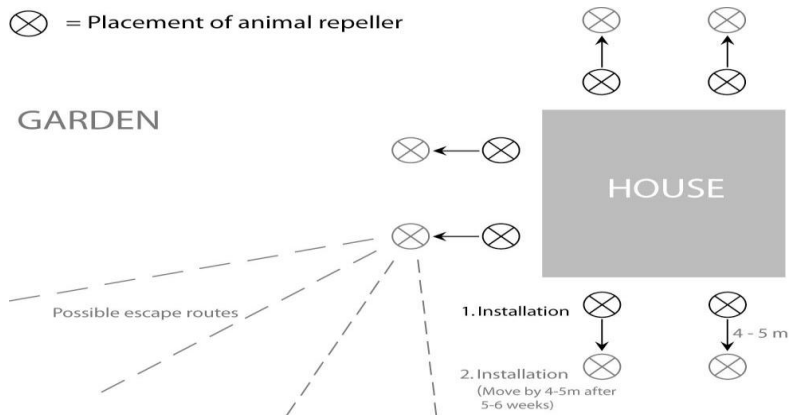 = Placement of animal repeller
GARDEN
HOUSE
Possible escape routes
1. Installation
4 - 5 m
2. Installation
(Move by 4-5m after
5-6 weeks)